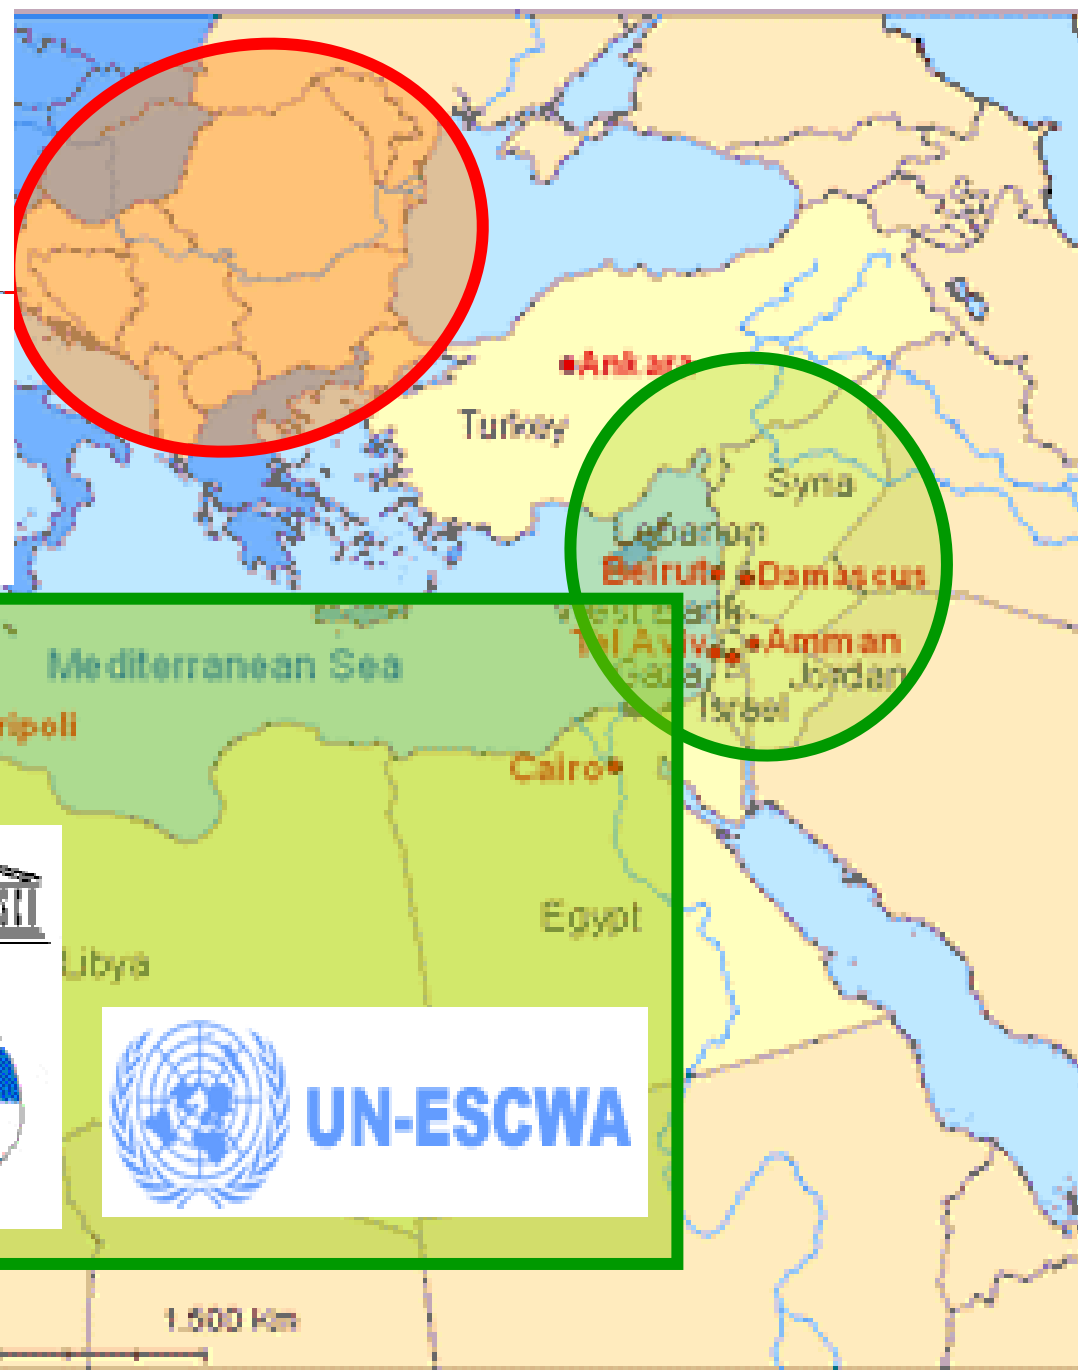 Ankara
Turkey
Syria
Lebanon
Beirut
Damascus
West Bank
Tel Aviv
Amman
Mediterranean Sea
Gaza
Jordan
Israel
ripoli
Cairo
Egypt
Libya
UN-ESCWA
1.500 Km